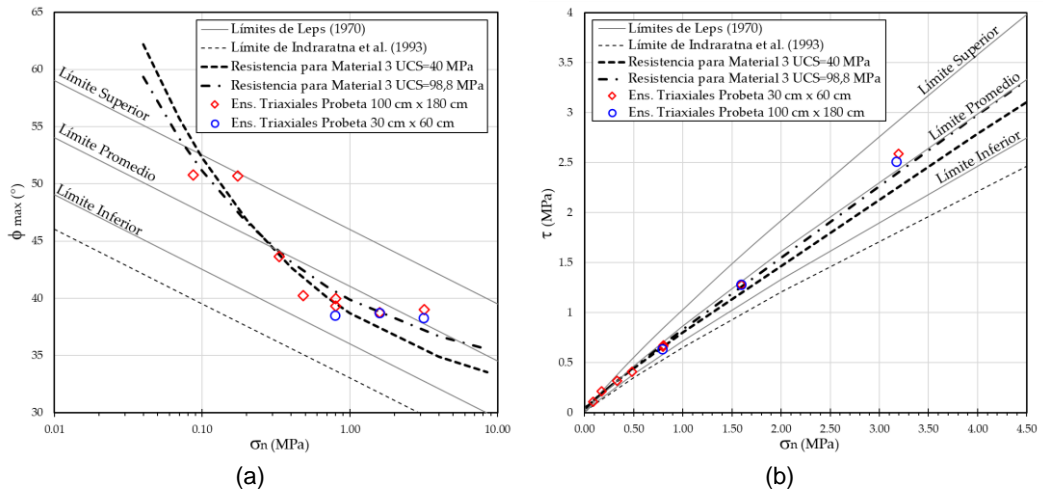 65
60
55
50
45
40
35
30
0.01
0.10
1.00
10.00
ϕ max (°)
σn (MPa)
Límites de Leps (1970)
Límite de Indraratna et al. (1993)
Resistencia para Material 3 UCS=40 MPa
Resistencia para Material 3 UCS=98,8 MPa
Ens. Triaxiales Probeta 100 cm x 180 cm
Ens. Triaxiales Probeta 30 cm x 60 cm
Límite Superior
Límite Promedio
Límite Inferior
(a)
4
3.5
3
2.5
2
1.5
1
0.5
0
0.00
0.50
1.00
1.50
2.00
2.50
3.00
3.50
4.00
4.50
τ (MPa)
σn (MPa)
Límites de Leps (1970)
Límite de Indraratna et al. (1993)
Resistencia para Material 3 UCS=40 MPa
Resistencia para Material 3 UCS=98,8 MPa
Ens. Triaxiales Probeta 30 cm x 60 cm
Ens. Triaxiales Probeta 100 cm x 180 cm
Límite Superior
Límite Promedio
Límite Inferior
(b)